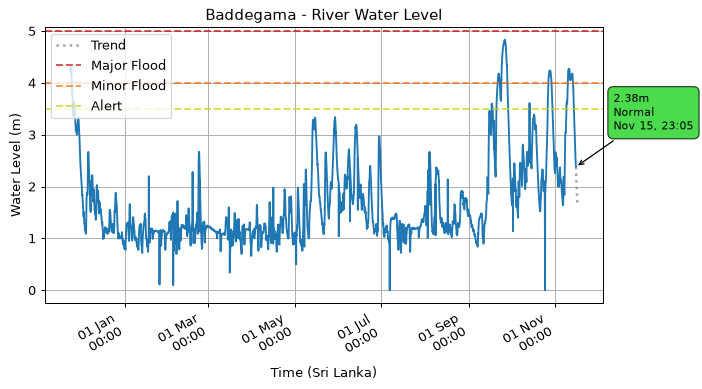 Baddegama - River Water Level
Trend
Major Flood
Minor Flood
Alert
2.38m
Normal
Nov 15, 23:05
Water Level (m)
5
4
3
2
1
0
01 Jan
00:00
01 Mar
00:00
01 May
00:00
01 Jul
00:00
01 Sep
00:00
01 Nov
00:00
Time (Sri Lanka)